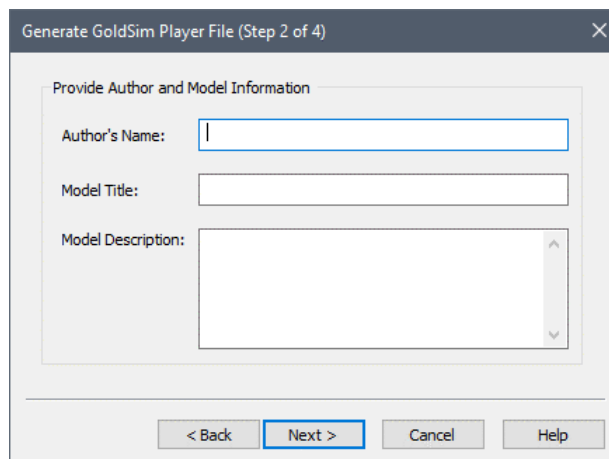 Generate GoldSim Player File (Step 2 of 4)
Provide Author and Model Information
Author's Name:
Model Title:
Model Description:
< Back Next > Cancel Help